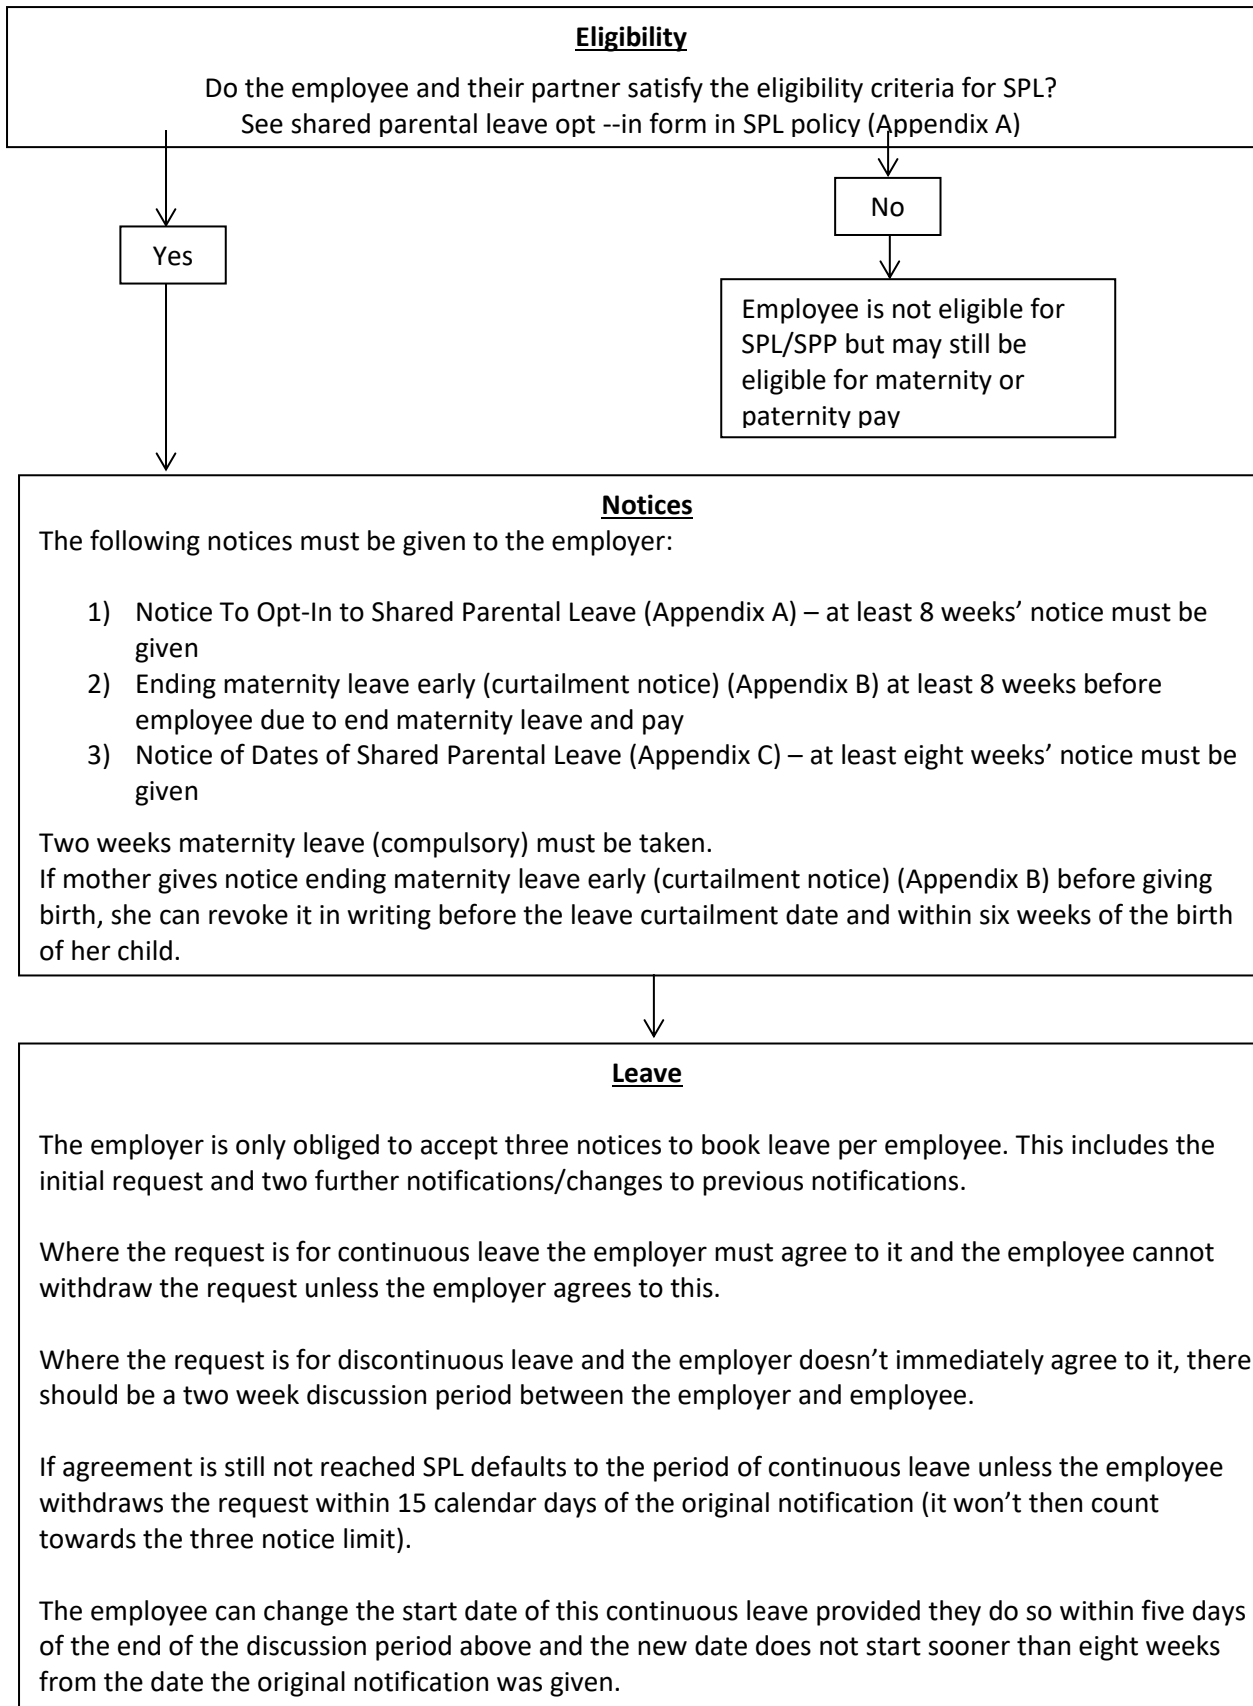 Eligibility
Do the employee and their partner satisfy the eligibility criteria for SPL?
See shared parental leave opt --in form in SPL policy (Appendix A)
No
Yes
Employee is not eligible for
SPL/SPP but may still be
eligible for maternity or
paternity pay
Notices
The following notices must be given to the employer:
1) Notice To Opt-In to Shared Parental Leave (Appendix A) – at least 8 weeks’ notice must be
given
2) Ending maternity leave early (curtailment notice) (Appendix B) at least 8 weeks before
employee due to end maternity leave and pay
3) Notice of Dates of Shared Parental Leave (Appendix C) – at least eight weeks’ notice must be
given
Two weeks maternity leave (compulsory) must be taken.
If mother gives notice ending maternity leave early (curtailment notice) (Appendix B) before giving
birth, she can revoke it in writing before the leave curtailment date and within six weeks of the birth
of her child.
Leave
The employer is only obliged to accept three notices to book leave per employee. This includes the
initial request and two further notifications/changes to previous notifications.
Where the request is for continuous leave the employer must agree to it and the employee cannot
withdraw the request unless the employer agrees to this.
Where the request is for discontinuous leave and the employer doesn’t immediately agree to it, there
should be a two week discussion period between the employer and employee.
If agreement is still not reached SPL defaults to the period of continuous leave unless the employee
withdraws the request within 15 calendar days of the original notification (it won’t then count
towards the three notice limit).
The employee can change the start date of this continuous leave provided they do so within five days
of the end of the discussion period above and the new date does not start sooner than eight weeks
from the date the original notification was given.